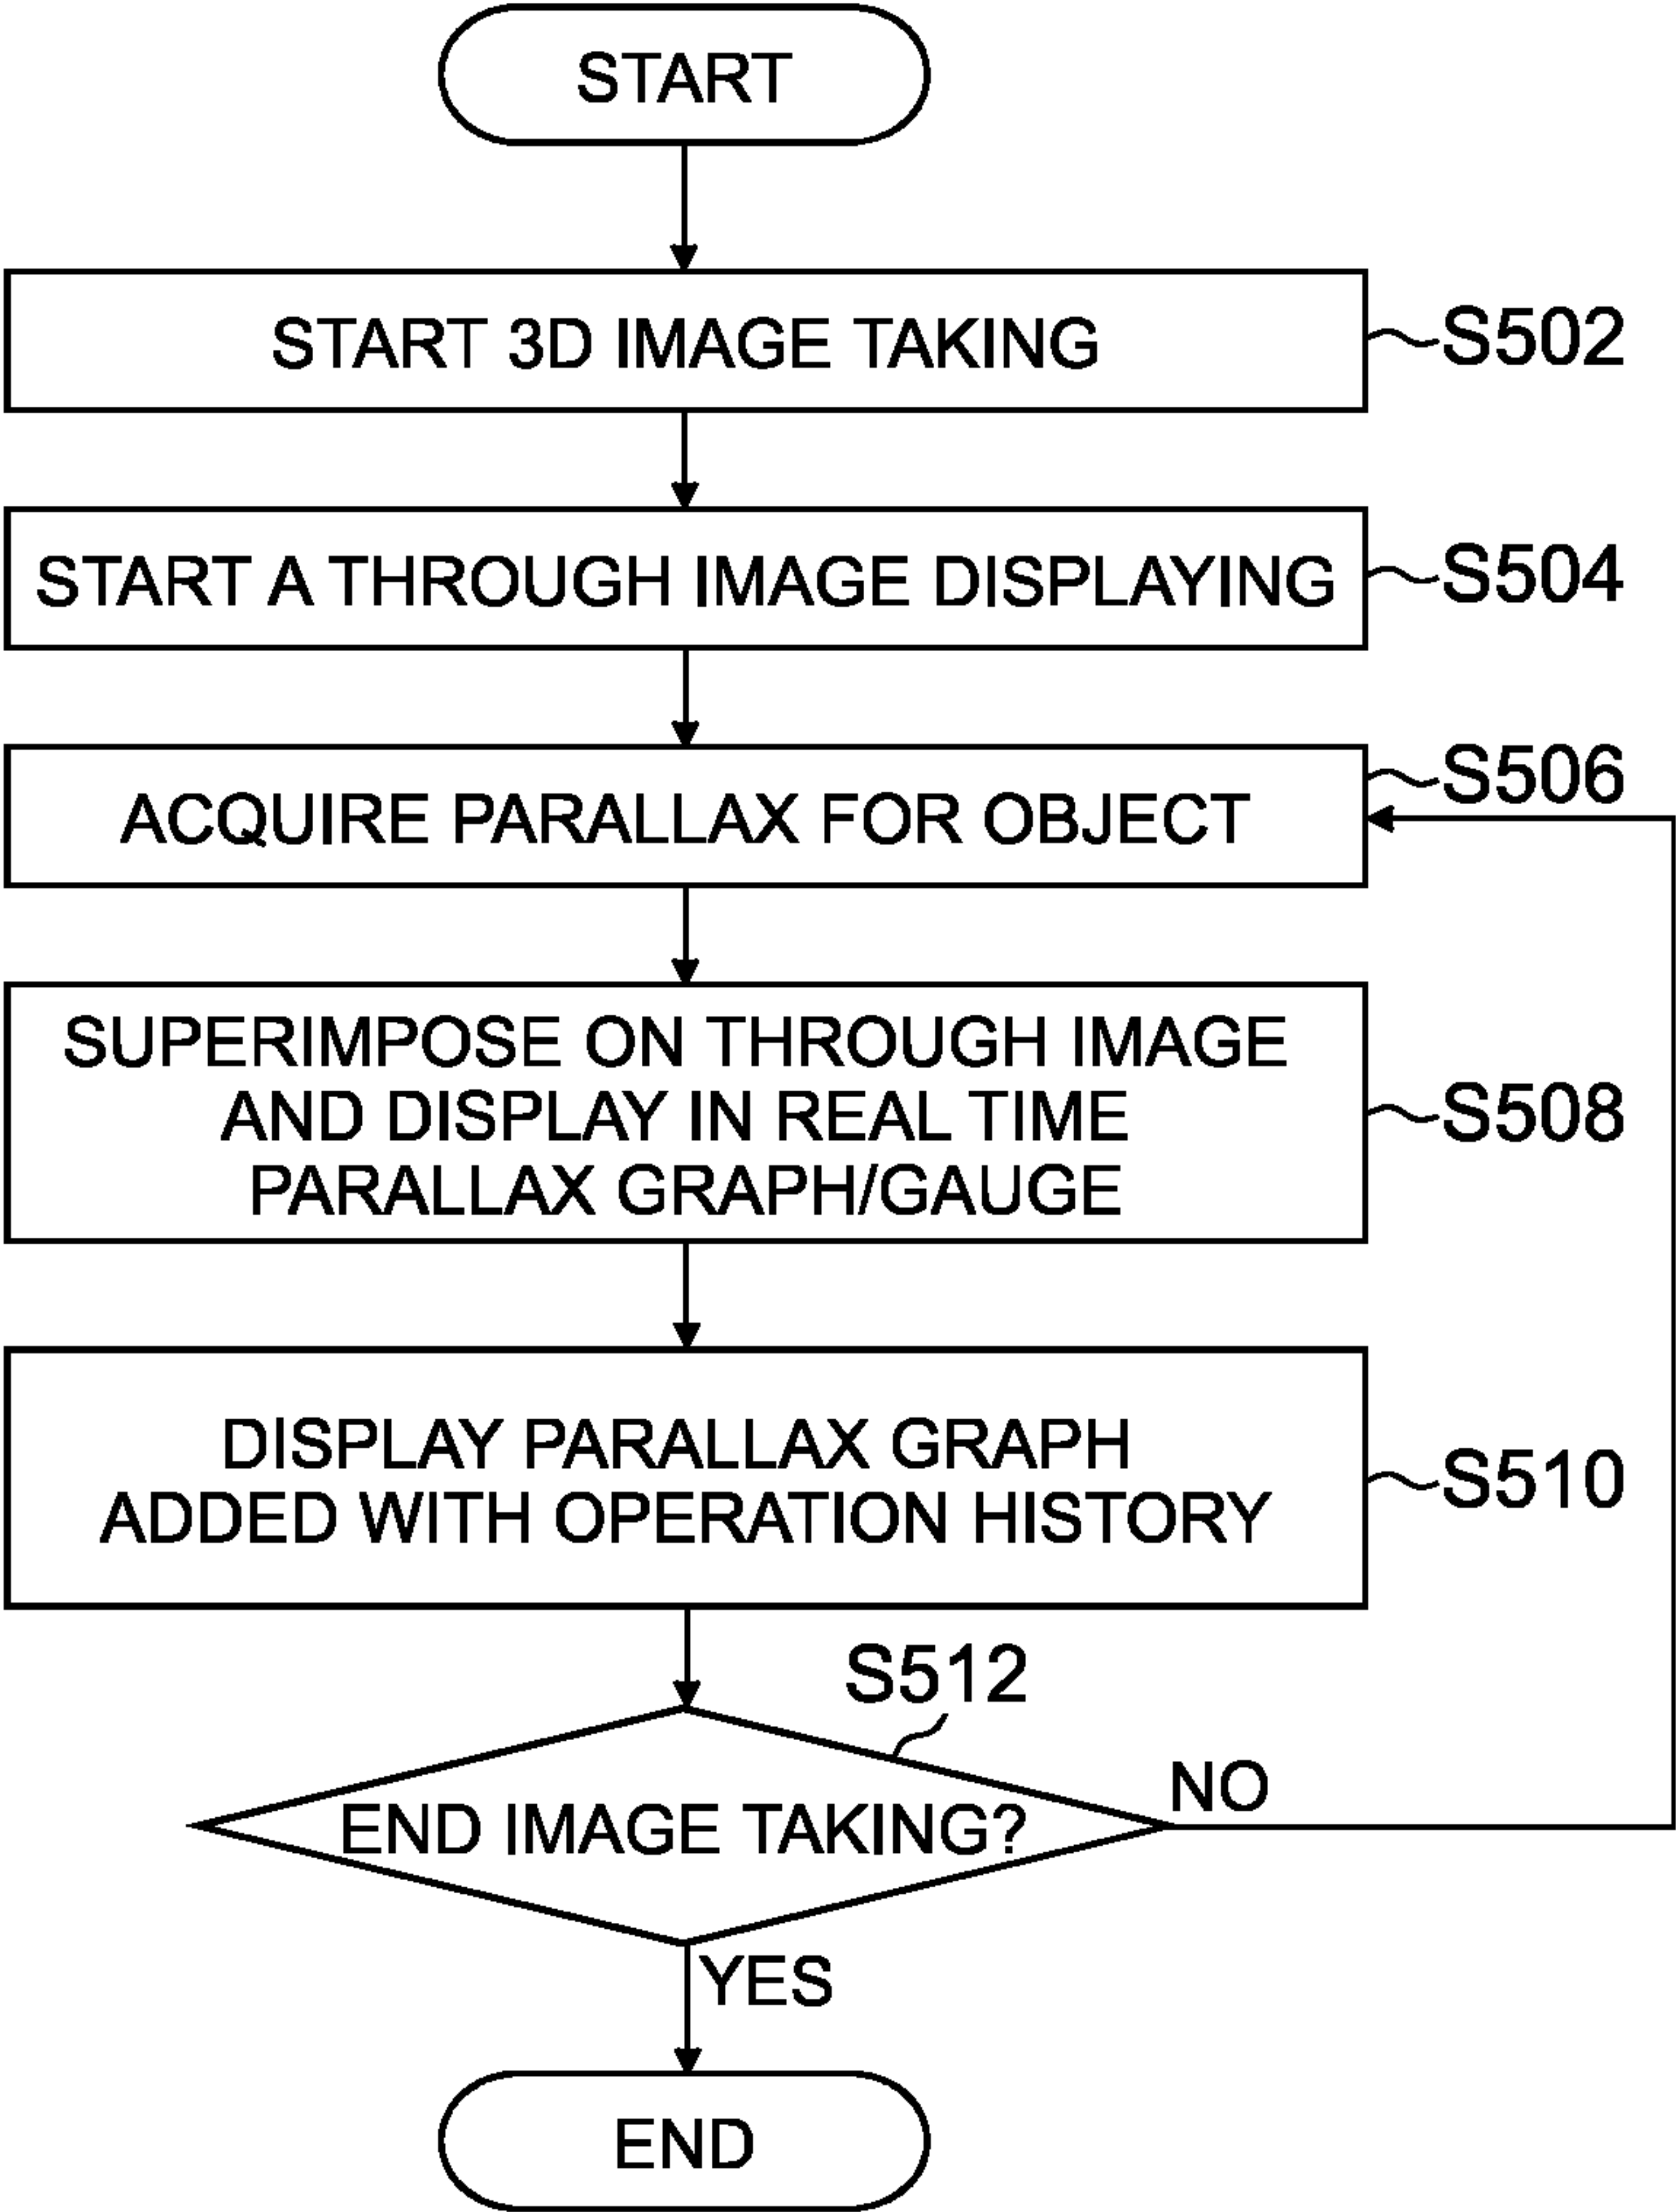 START
START 3D IMAGE TAKING
S502
START A THROUGH IMAGE DISPLAYING
S504
ACQUIRE PARALLAX FOR OBJECT
S506
SUPERIMPOSE ON THROUGH IMAGE
AND DISPLAY IN REAL TIME
PARALLAX GRAPH/GAUGE
S508
DISPLAY PARALLAX GRAPH
ADDED WITH OPERATION HISTORY
S510
S512
END IMAGE TAKING?
NO
YES
END